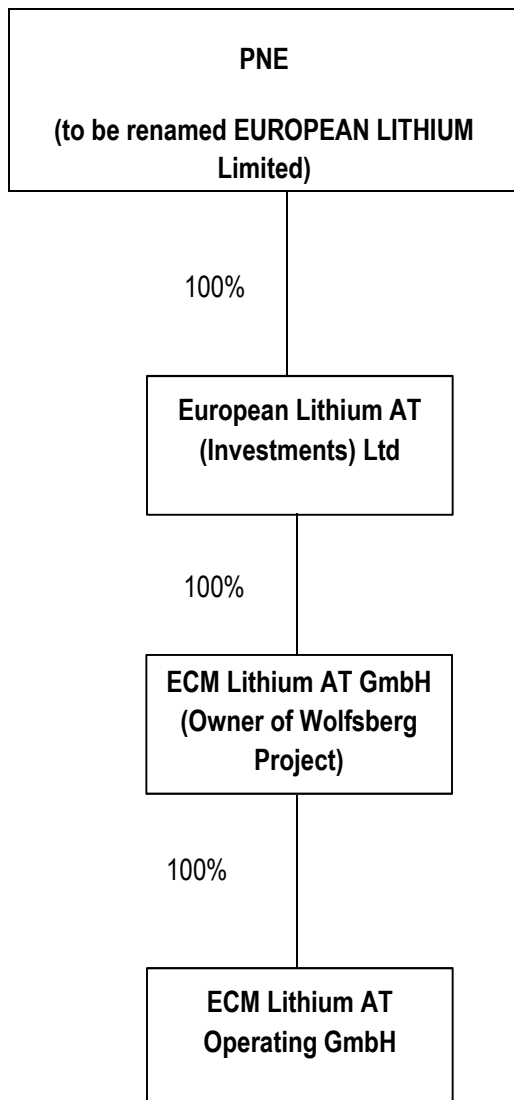 PNE
(to be renamed EUROPEAN LITHIUM
Limited)
100%
European Lithium AT
(Investments) Ltd
100%
ECM Lithium AT GmbH
(Owner of Wolfsberg
Project)
100%
ECM Lithium AT
Operating GmbH